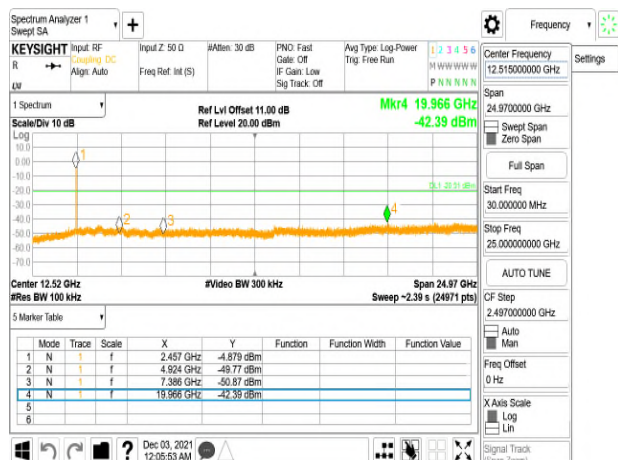 Spectrum Analyzer 1
Swept SA
Frequency
KEYSIGHT
R
Input: RF
Coupling: DC
Align: Auto
Input Z: 50 Ω
Freq Ref: Int (S)
#Atten: 30 dB
PNO: Fast
Gate: Off
IF Gain: Low
Sig Track: Off
Avg Type: Log-Power
Trig: Free Run
1 2 3 4 5 6
M W W W W W
P N N N N N
1 Spectrum
Scale/Div 10 dB
Ref Lvl Offset 11.00 dB
Ref Level 20.00 dBm
Mkr4 19.966 GHz
-42.39 dBm
Log
10.0
0.00
-10.0
-20.0
-30.0
-40.0
-50.0
-60.0
-70.0
1
2
3
4
Center 12.52 GHz
#Res BW 100 kHz
#Video BW 300 kHz
Span 24.97 GHz
Sweep ~2.39 s (24971 pts)
5 Marker Table
Mode Trace Scale X Y Function Function Width Function Value
1 N 1 f 2.457 GHz -4.879 dBm
2 N 1 f 4.924 GHz -49.77 dBm
3 N 1 f 7.386 GHz -50.87 dBm
4 N 1 f 19.966 GHz -42.39 dBm
5
6
Dec 03, 2021
12:05:53 AM
Center Frequency
12.515000000 GHz
Settings
Span
24.9700000 GHz
Swept Span
Zero Span
Full Span
Start Freq
30.000000 MHz
Stop Freq
25.000000000 GHz
AUTO TUNE
CF Step
2.497000000 GHz
Auto
Man
Freq Offset
0 Hz
X Axis Scale
Log
Lin
Signal Track